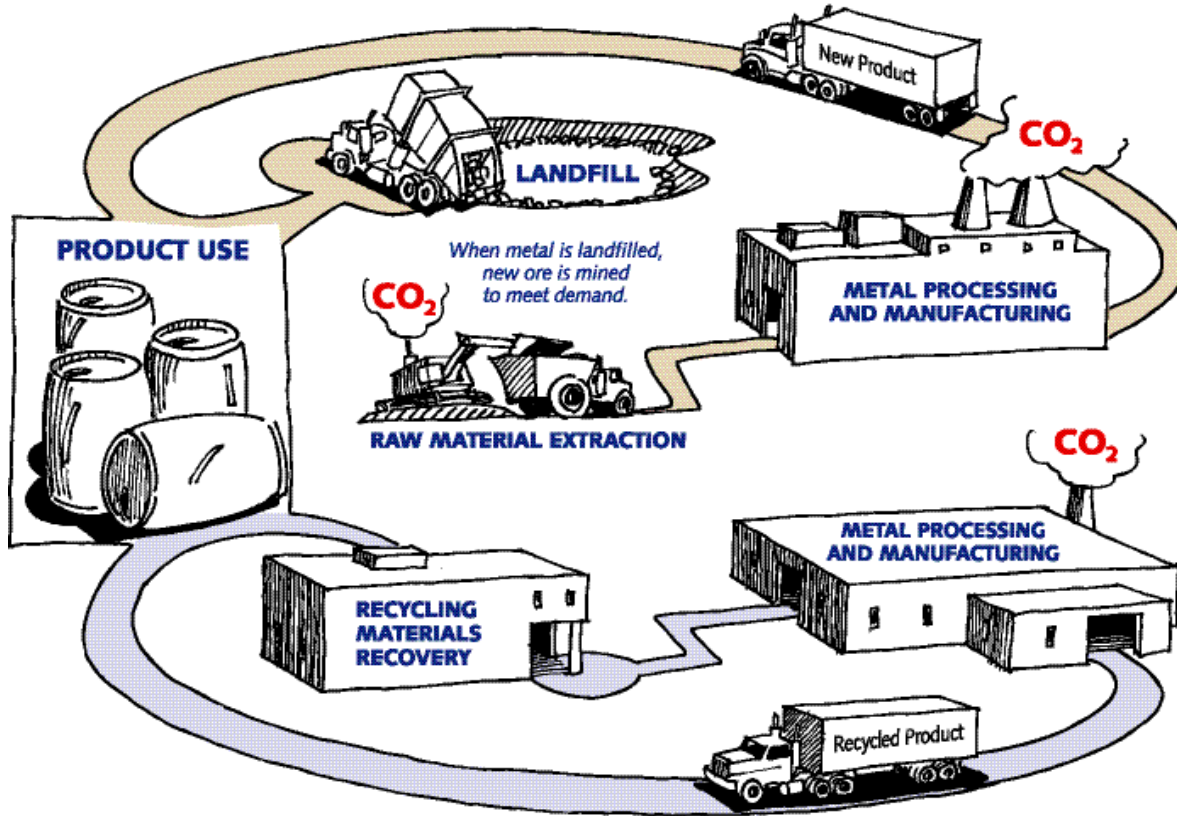 New Product
CO₂
LANDFILL
PRODUCT USE
When metal is landfilled,
new ore is mined
to meet demand.
CO₂
METAL PROCESSING
AND MANUFACTURING
RAW MATERIAL EXTRACTION
CO₂
METAL PROCESSING
AND MANUFACTURING
RECYCLING
MATERIALS
RECOVERY
Recycled Product